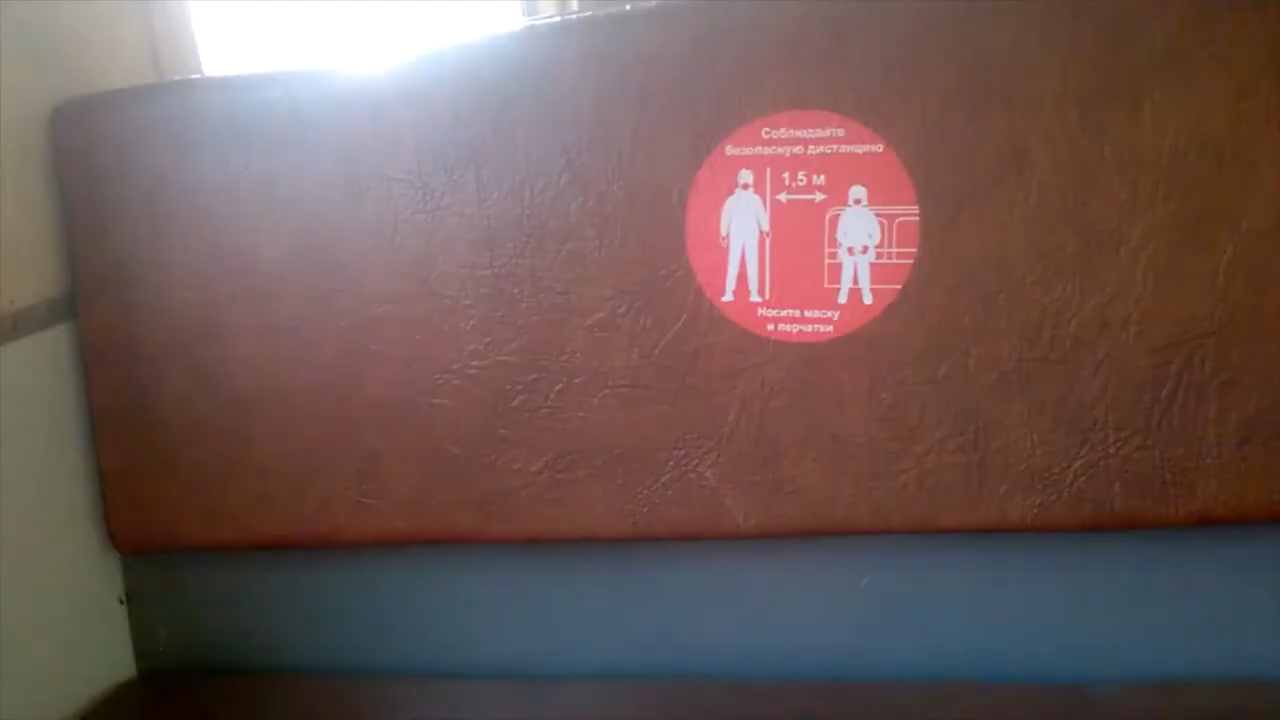 Соблюдайте
безопасную дистанцию
1,5 м
Носите маску
и перчатки